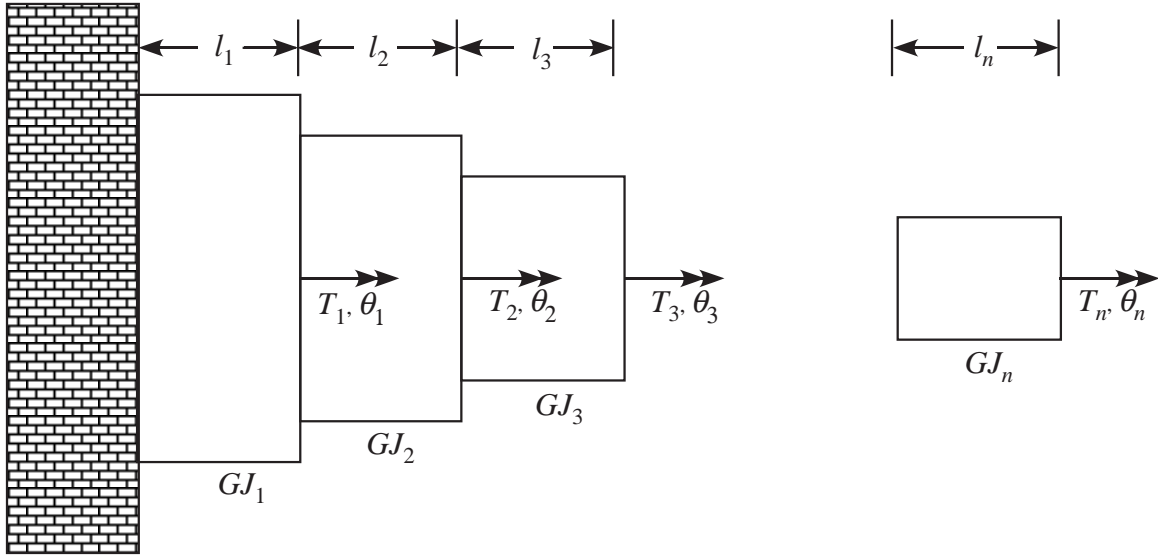 l₁ l₂ l₃ lₙ
T₁, θ₁ T₂, θ₂ T₃, θ₃ Tₙ, θₙ
GJₙ
GJ₃
GJ₂
GJ₁